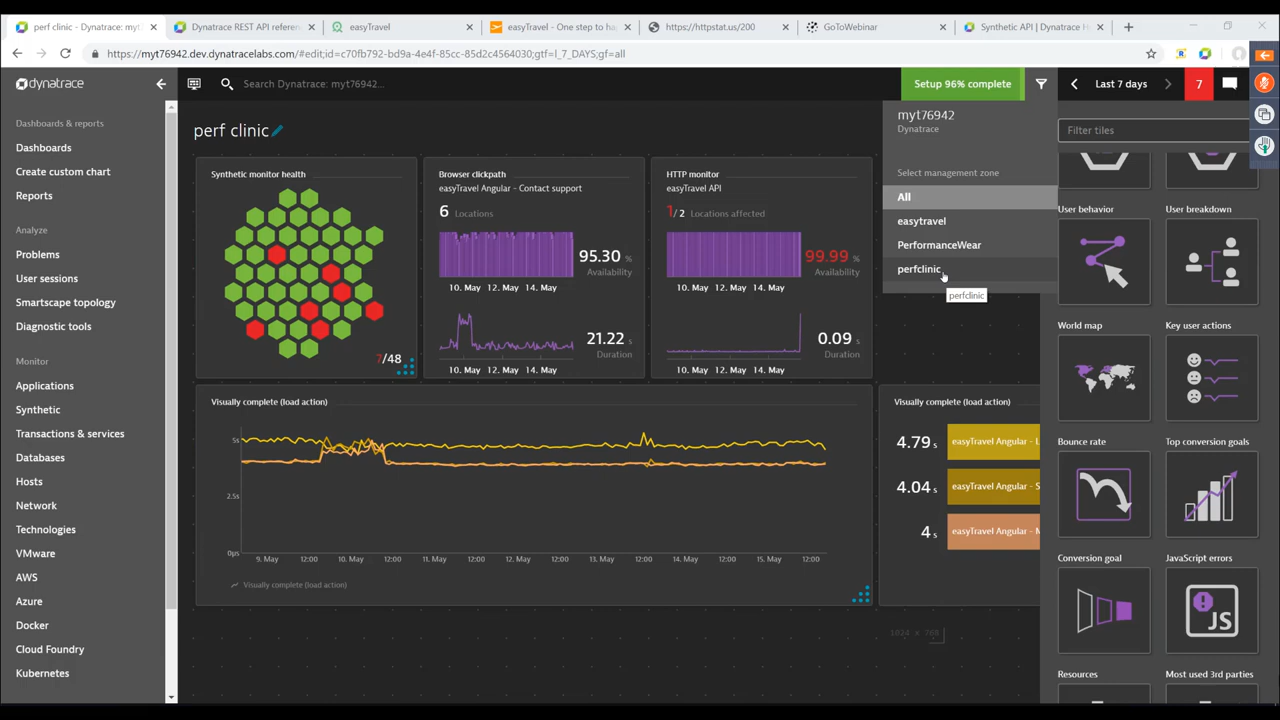 perf clinic - Dynatrace: myt7
Dynatrace REST API referen
easyTravel
easyTravel - One step to ha
https://httpstat.us/200
GoToWebinar
Synthetic API | Dynatrace H
https://myt76942.dev.dynatracelabs.com/#edit;id=c70fb792-bd9a-4e4f-85cc-85d2c4564030;gtf=l_7_DAYS;gf=all
dynatrace
Search Dynatrace: myt76942...
Setup 96% complete
Last 7 days
7
Dashboards & reports
Dashboards
Create custom chart
Reports
Analyze
Problems
User sessions
Smartscape topology
Diagnostic tools
Monitor
Applications
Synthetic
Transactions & services
Databases
Hosts
Network
Technologies
VMware
AWS
Azure
Docker
Cloud Foundry
Kubernetes
perf clinic
Synthetic monitor health
7/48
Browser clickpath
easyTravel Angular - Contact support
6 Locations
95.30 %
Availability
10. May 12. May 14. May
21.22 s
Duration
10. May 12. May 14. May
HTTP monitor
easyTravel API
1/ 2 Locations affected
99.99 %
Availability
10. May 12. May 14. May
0.09 s
Duration
10. May 12. May 14. May
myt76942
Dynatrace
Select management zone
All
easytravel
PerformanceWear
perfclinic
perfclinic
Visually complete (load action)
5s
2.5s
0ps
9. May 12:00 10. May 12:00 11. May 12:00 12. May 12:00 13. May 12:00 14. May 12:00 15. May 12:00
Visually complete (load action)
Visually complete (load action)
4.79 s easyTravel Angular - L
4.04 s easyTravel Angular - S
4 s easyTravel Angular - M
1024 x 768
Filter tiles
User behavior
User breakdown
World map
Key user actions
Bounce rate
Top conversion goals
Conversion goal
JavaScript errors
JS
Resources
Most used 3rd parties